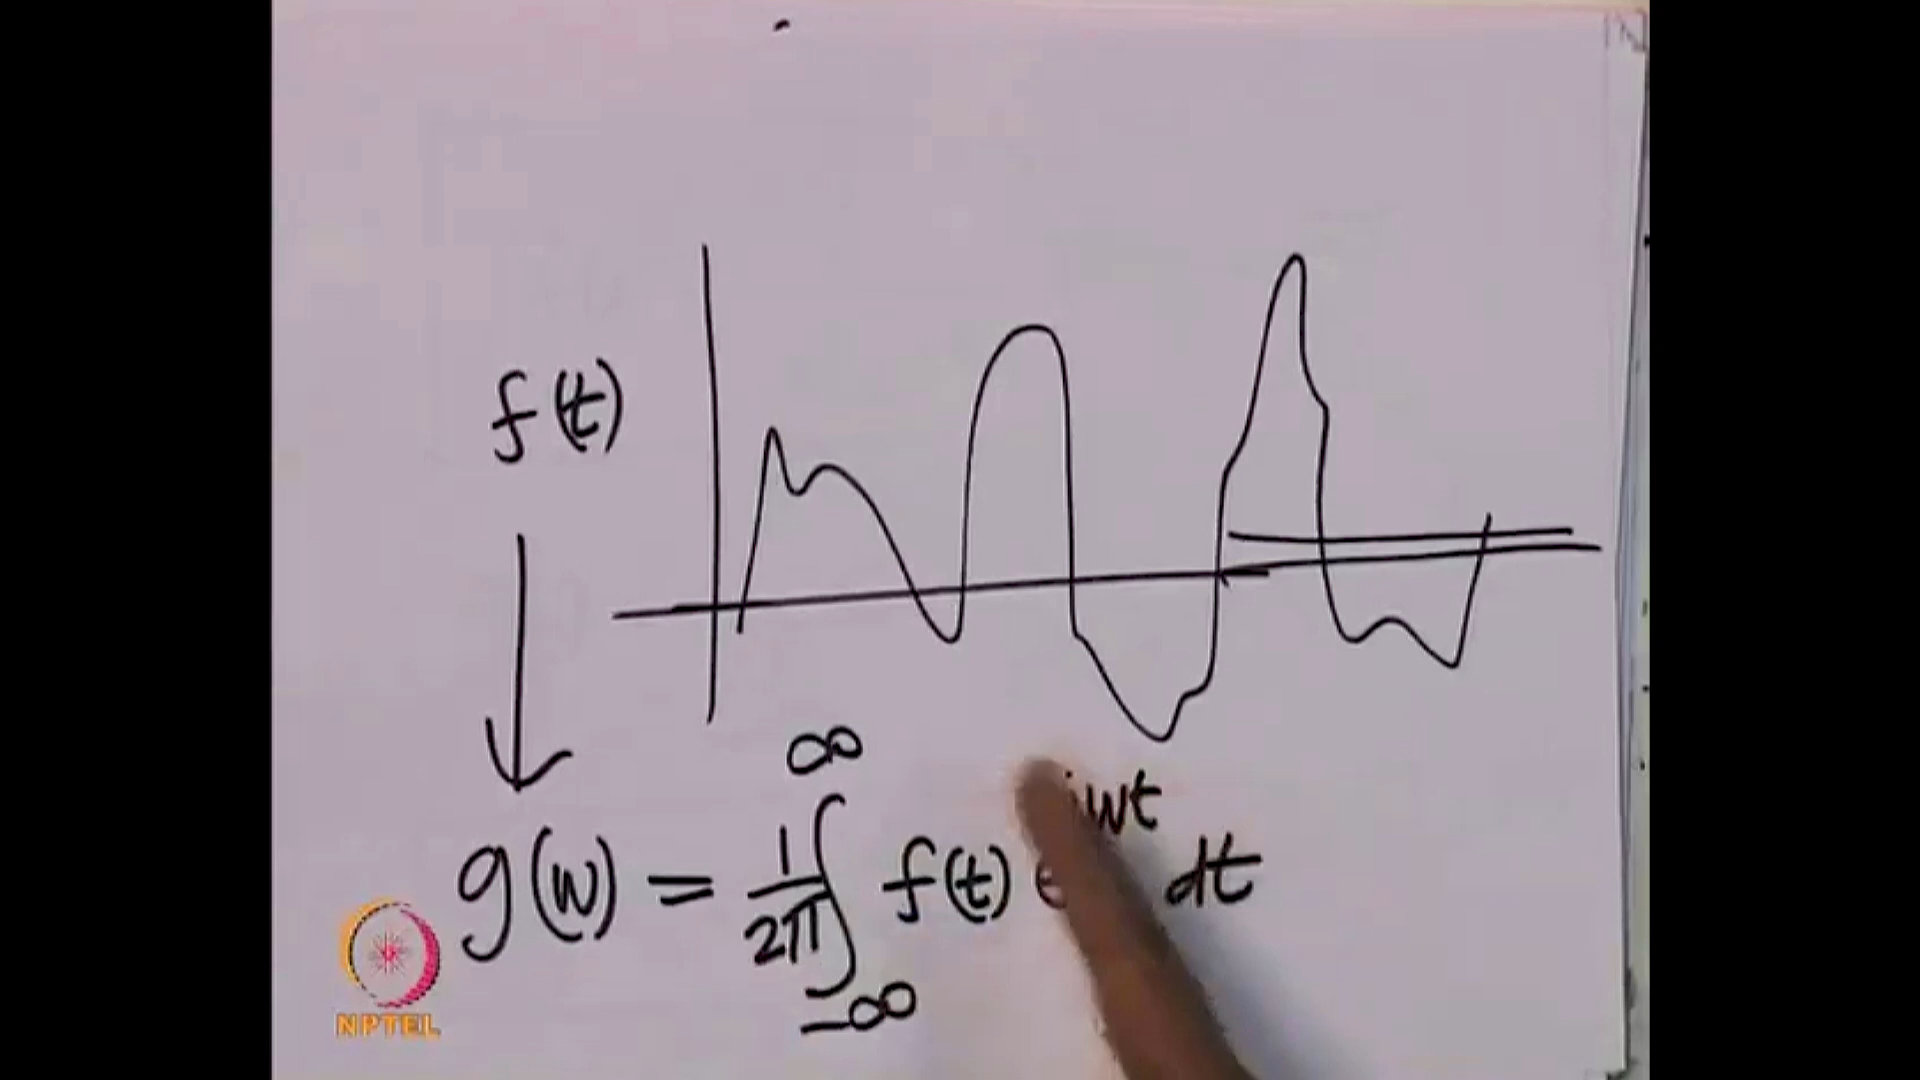 f(t)
g(w) = 1/2π ∫_{-∞}^{∞} f(t) e^{iwt} dt
NPTEL